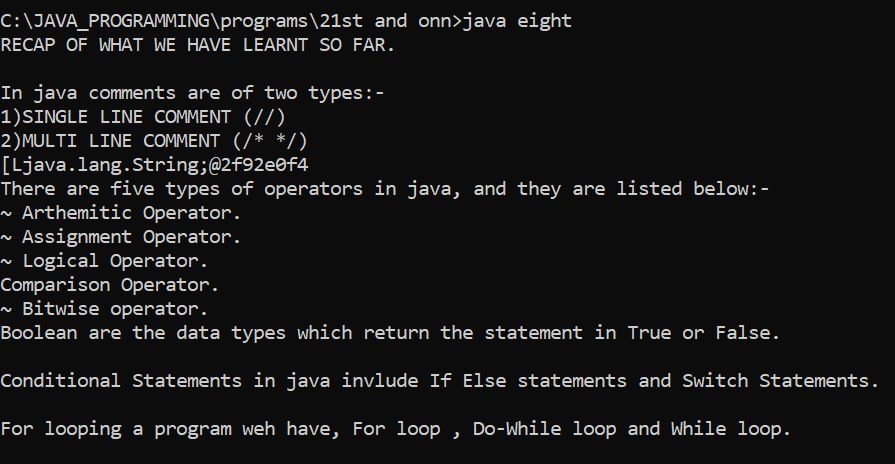 C:\JAVA_PROGRAMMING\programs\21st and onn>java eight
RECAP OF WHAT WE HAVE LEARNT SO FAR.
In java comments are of two types:-
1)SINGLE LINE COMMENT (//)
2)MULTI LINE COMMENT (/* */)
[Ljava.lang.String;@2f92e0f4
There are five types of operators in java, and they are listed below:-
~ Arthemitic Operator.
~ Assignment Operator.
~ Logical Operator.
Comparison Operator.
~ Bitwise operator.
Boolean are the data types which return the statement in True or False.
Conditional Statements in java invlude If Else statements and Switch Statements.
For looping a program weh have, For loop , Do-While loop and While loop.